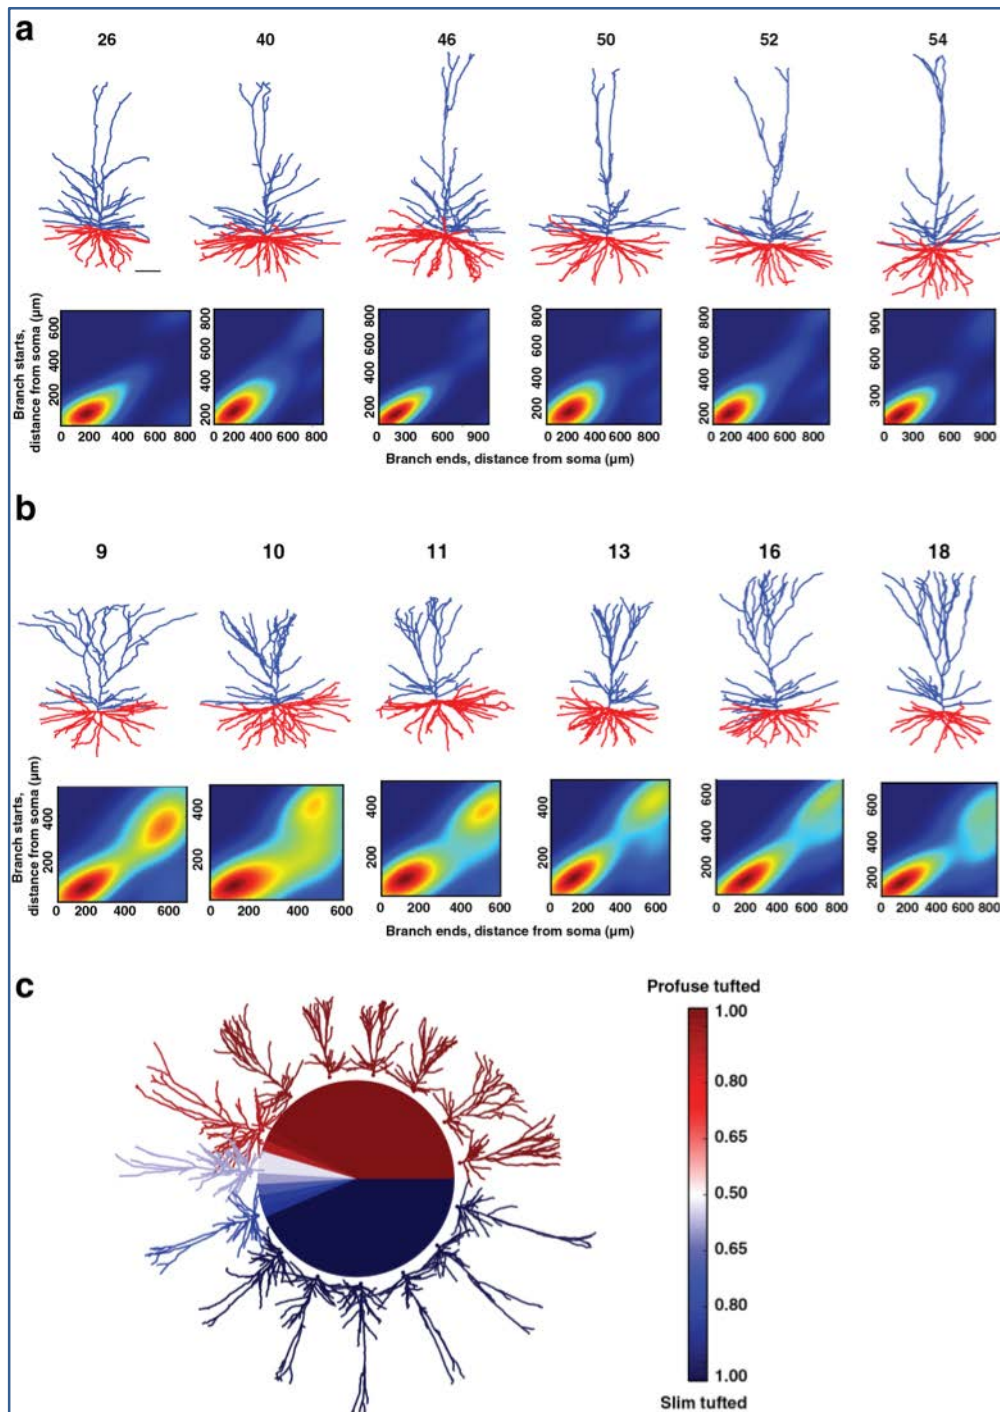 a
26 40 46 50 52 54
Branch starts,
distance from soma (µm)
200 400 600
0 200 400 600 800
200 400 600 800
0 200 400 600 800
200 400 600 800
0 300 600 900
200 400 600 800
0 200 400 600 800
200 400 600 800
0 200 400 600 800
300 600 900
0 300 600 900
Branch ends, distance from soma (µm)
b
9 10 11 13 16 18
Branch starts,
distance from soma (µm)
200 400
0 200 400 600
200 400
0 200 400 600
200 400
0 200 400 600
200 400
0 200 400 600
200 400 600
0 200 400 600 800
200 400 600
0 200 400 600 800
Branch ends, distance from soma (µm)
c
Profuse tufted
1.00
0.80
0.65
0.50
0.65
0.80
1.00
Slim tufted